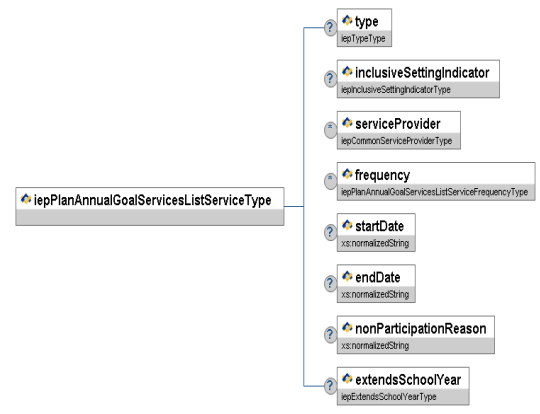 ? type
iepTypeType
? inclusiveSettingIndicator
iepInclusiveSettingIndicatorType
= serviceProvider
iepCommonServiceProviderType
= frequency
iepPlanAnnualGoalServicesListServiceFrequencyType
iepPlanAnnualGoalServicesListServiceType
? startDate
xs:normalizedString
? endDate
xs:normalizedString
? nonParticipationReason
xs:normalizedString
? extendsSchoolYear
iepExtendsSchoolYearType